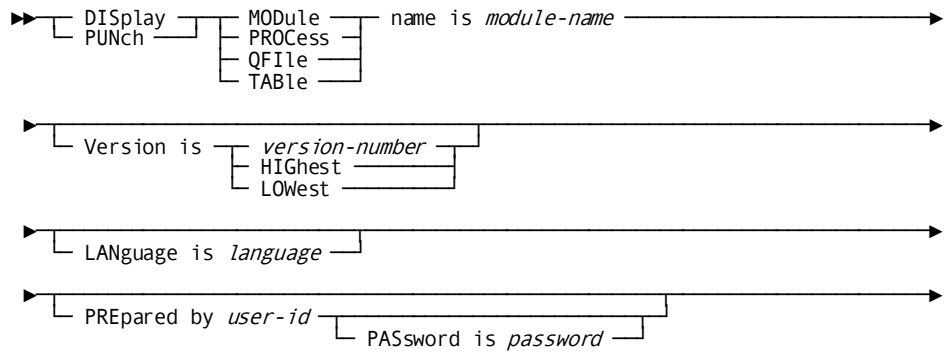 DISplay MODule name is module-name
PUNch PROCess
QFIle
TABle
Version is version-number
HIGhest
LOWest
LANguage is language
PREpared by user-id
PASsword is password